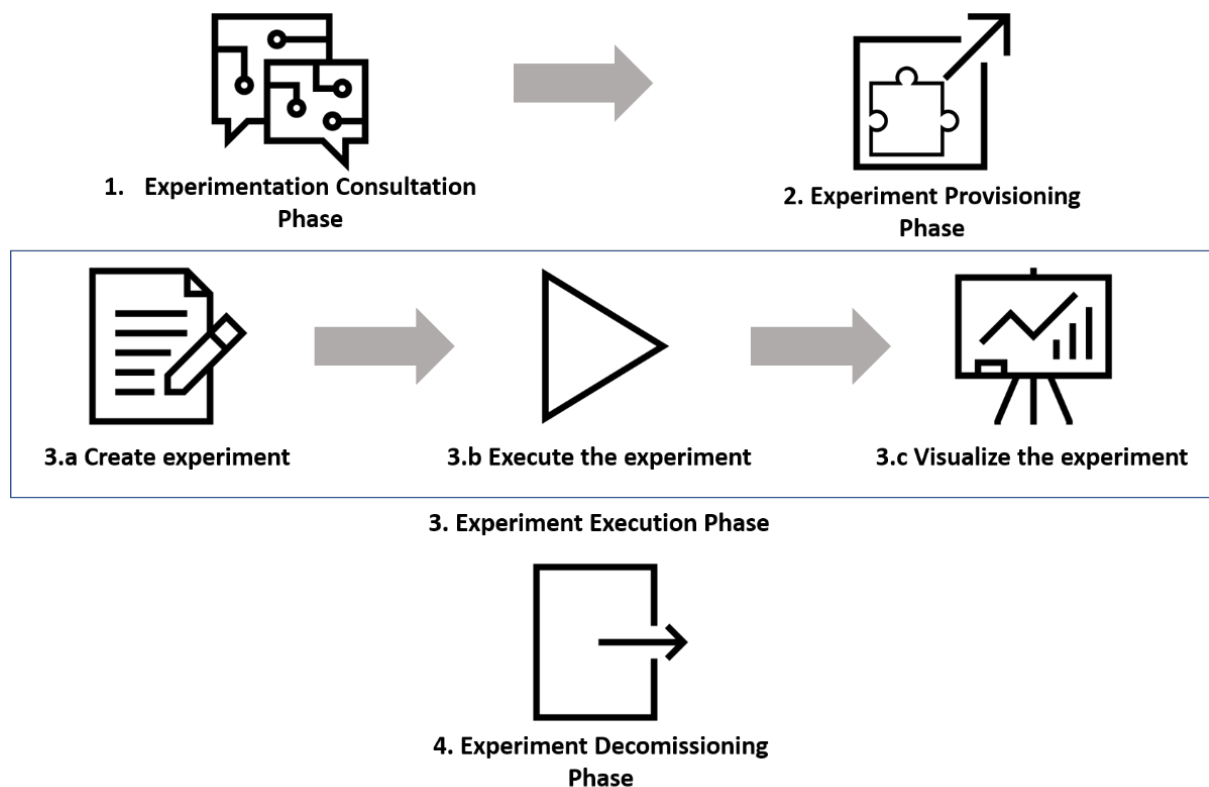 1. Experimentation Consultation
Phase
2. Experiment Provisioning
Phase
3.a Create experiment
3.b Execute the experiment
3.c Visualize the experiment
3. Experiment Execution Phase
4. Experiment Decomissioning
Phase